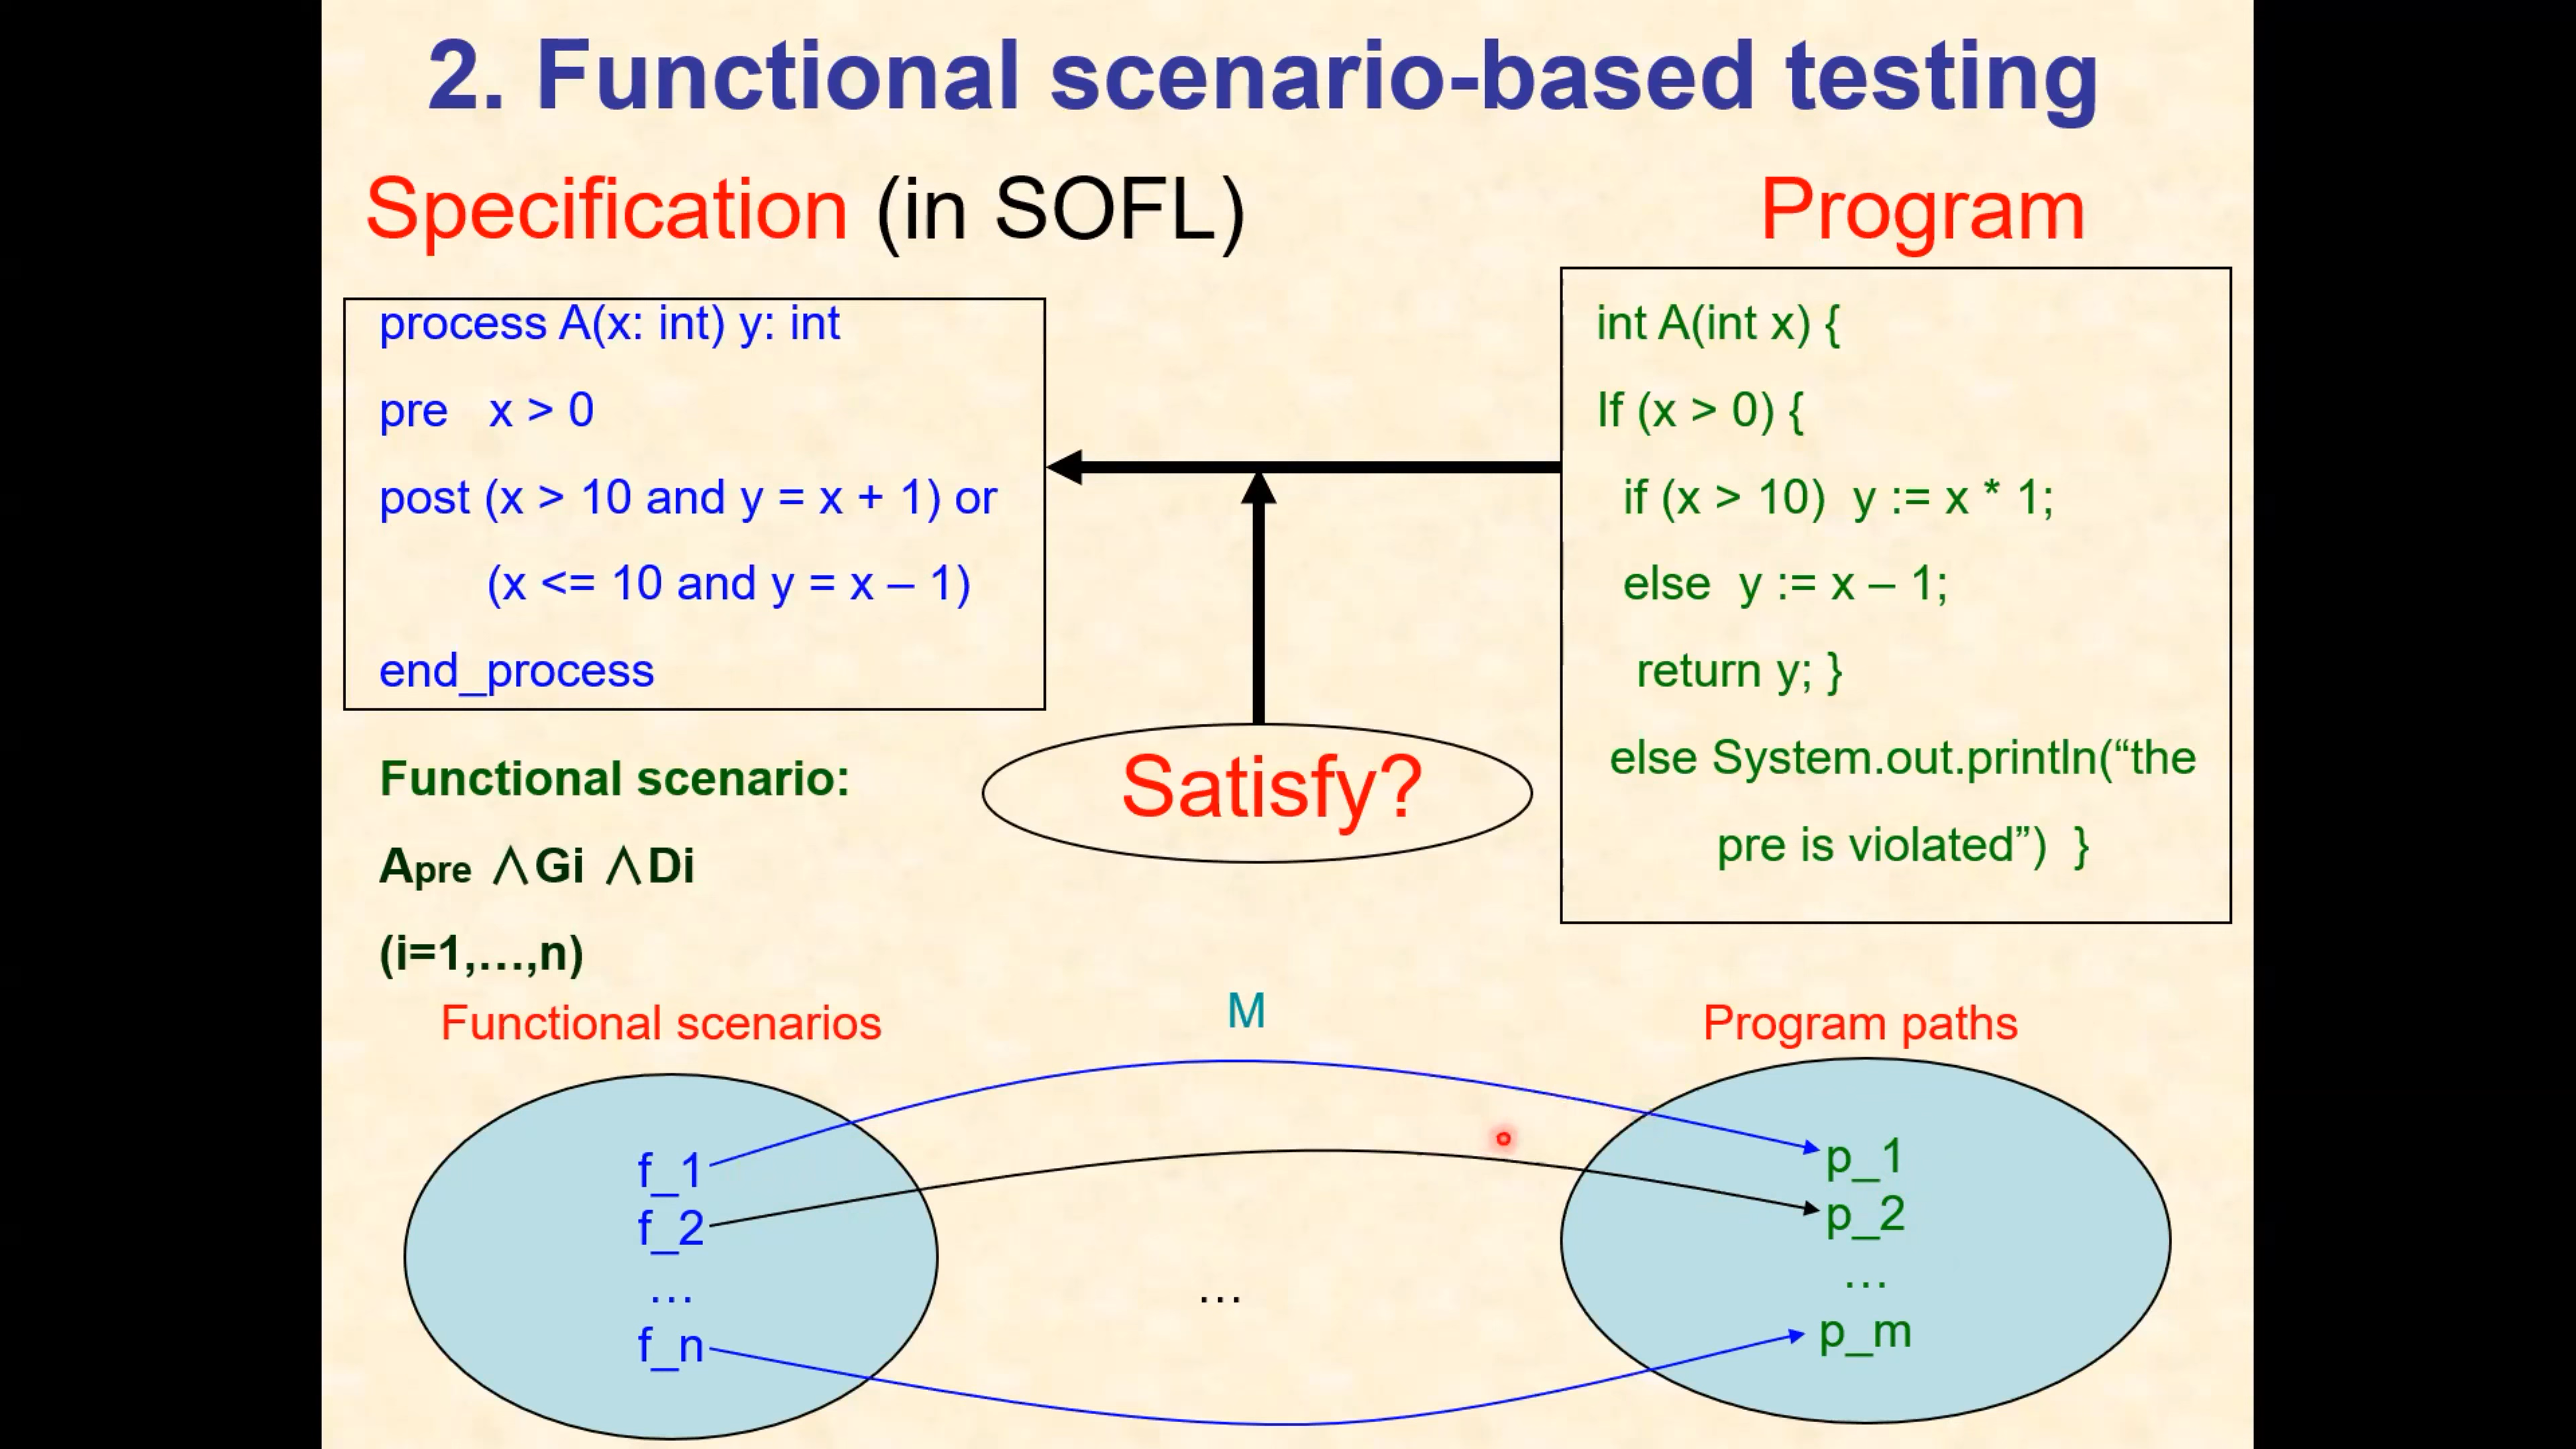 2. Functional scenario-based testing
Specification (in SOFL)
Program
process A(x: int) y: int
pre x > 0
post (x > 10 and y = x + 1) or
(x <= 10 and y = x – 1)
end_process
int A(int x) {
If (x > 0) {
if (x > 10) y := x * 1;
else y := x – 1;
return y; }
else System.out.println(“the
pre is violated”) }
Satisfy?
Functional scenario:
Apre ∧Gi ∧Di
(i=1,…,n)
Functional scenarios
M
Program paths
f_1
f_2
…
f_n
…
p_1
p_2
…
p_m